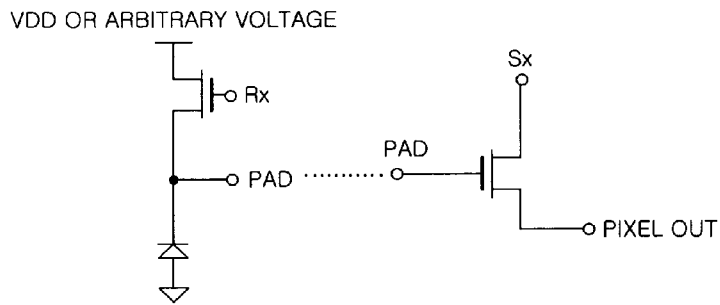 VDD OR ARBITRARY VOLTAGE
Sx
Rx
PAD
PAD
PIXEL OUT